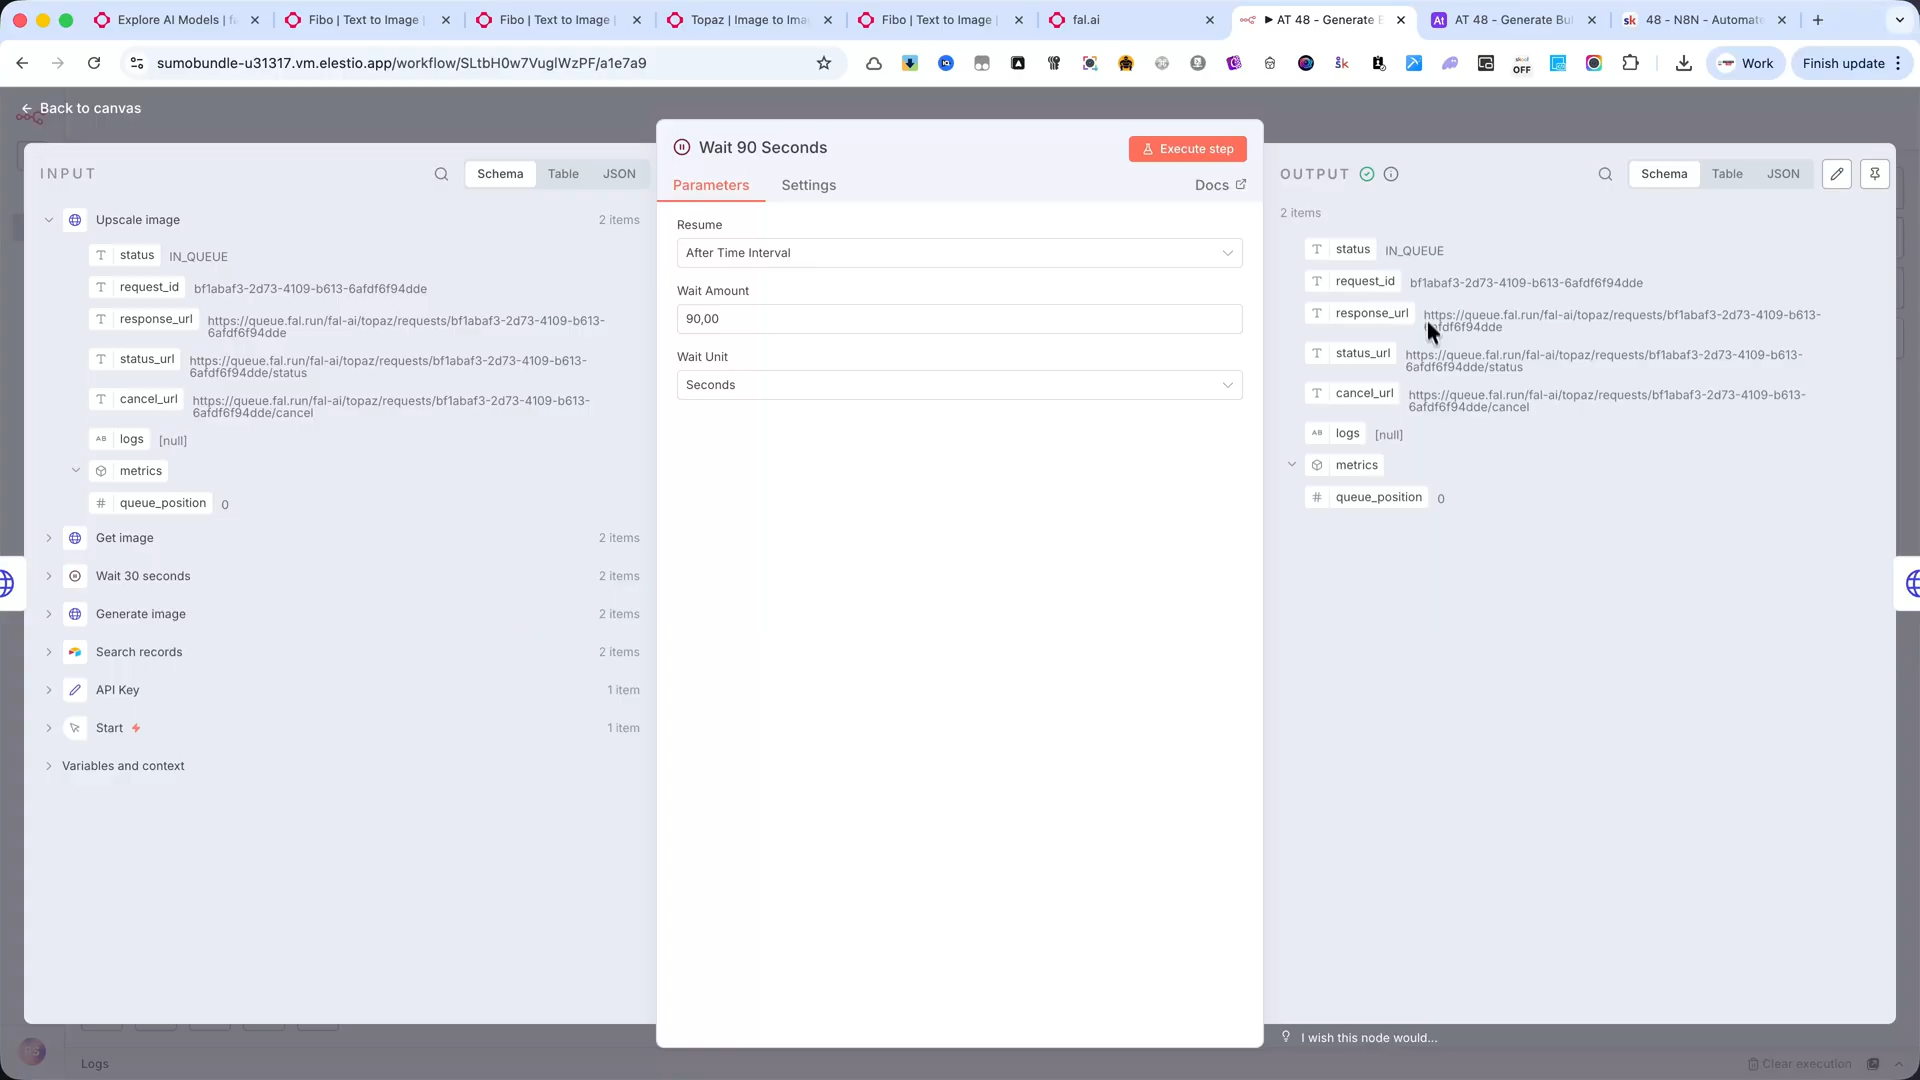 Explore AI Models | f
Fibo | Text to Image
Fibo | Text to Image
Topaz | Image to Ima
Fibo | Text to Image
fal.ai
▶ AT 48 - Generate B
AT 48 - Generate Bul
48 - N8N - Automat
sumobundle-u31317.vm.elestio.app/workflow/SLtbH0w7VuglWzPF/a1e7a9
OFF
Work
Finish update
Back to canvas
INPUT
Schema
Table
JSON
Upscale image
2 items
status
IN_QUEUE
request_id
bf1abaf3-2d73-4109-b613-6afdf6f94dde
response_url
https://queue.fal.run/fal-ai/topaz/requests/bf1abaf3-2d73-4109-b613-
6afdf6f94dde
status_url
https://queue.fal.run/fal-ai/topaz/requests/bf1abaf3-2d73-4109-b613-
6afdf6f94dde/status
cancel_url
https://queue.fal.run/fal-ai/topaz/requests/bf1abaf3-2d73-4109-b613-
6afdf6f94dde/cancel
logs
[null]
metrics
# queue_position
0
Get image
2 items
Wait 30 seconds
2 items
Generate image
2 items
Search records
2 items
API Key
1 item
Start
1 item
Variables and context
Wait 90 Seconds
Execute step
Parameters
Settings
Docs
Resume
After Time Interval
Wait Amount
90,00
Wait Unit
Seconds
OUTPUT
Schema
Table
JSON
2 items
status
IN_QUEUE
request_id
bf1abaf3-2d73-4109-b613-6afdf6f94dde
response_url
https://queue.fal.run/fal-ai/topaz/requests/bf1abaf3-2d73-4109-b613-
6afdf6f94dde
status_url
https://queue.fal.run/fal-ai/topaz/requests/bf1abaf3-2d73-4109-b613-
6afdf6f94dde/status
cancel_url
https://queue.fal.run/fal-ai/topaz/requests/bf1abaf3-2d73-4109-b613-
6afdf6f94dde/cancel
logs
[null]
metrics
# queue_position
0
I wish this node would...
Logs
Clear execution